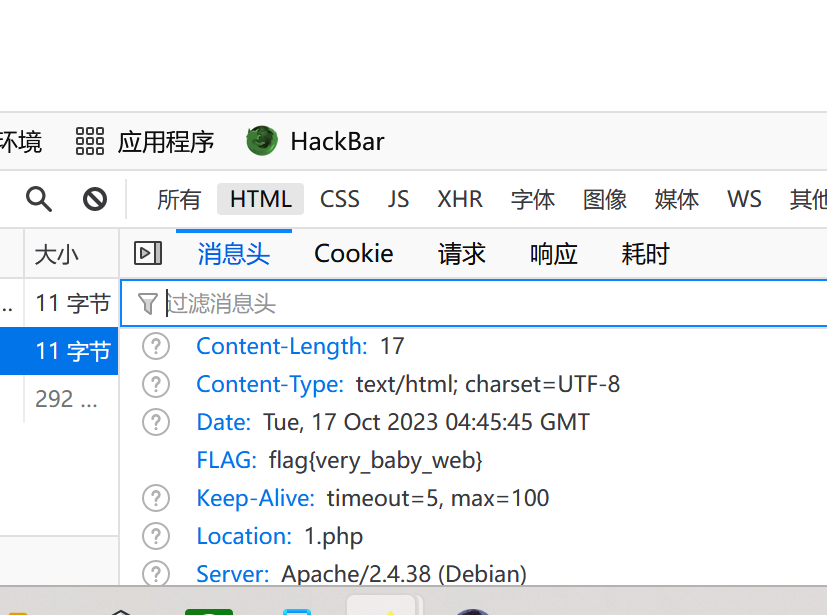 环境 应用程序 HackBar
所有 HTML CSS JS XHR 字体 图像 媒体 WS 其他
大小 消息头 Cookie 请求 响应 耗时
.. 11 字节 过滤消息头
11 字节 Content-Length: 17
Content-Type: text/html; charset=UTF-8
292 ... Date: Tue, 17 Oct 2023 04:45:45 GMT
FLAG: flag{very_baby_web}
Keep-Alive: timeout=5, max=100
Location: 1.php
Server: Apache/2.4.38 (Debian)